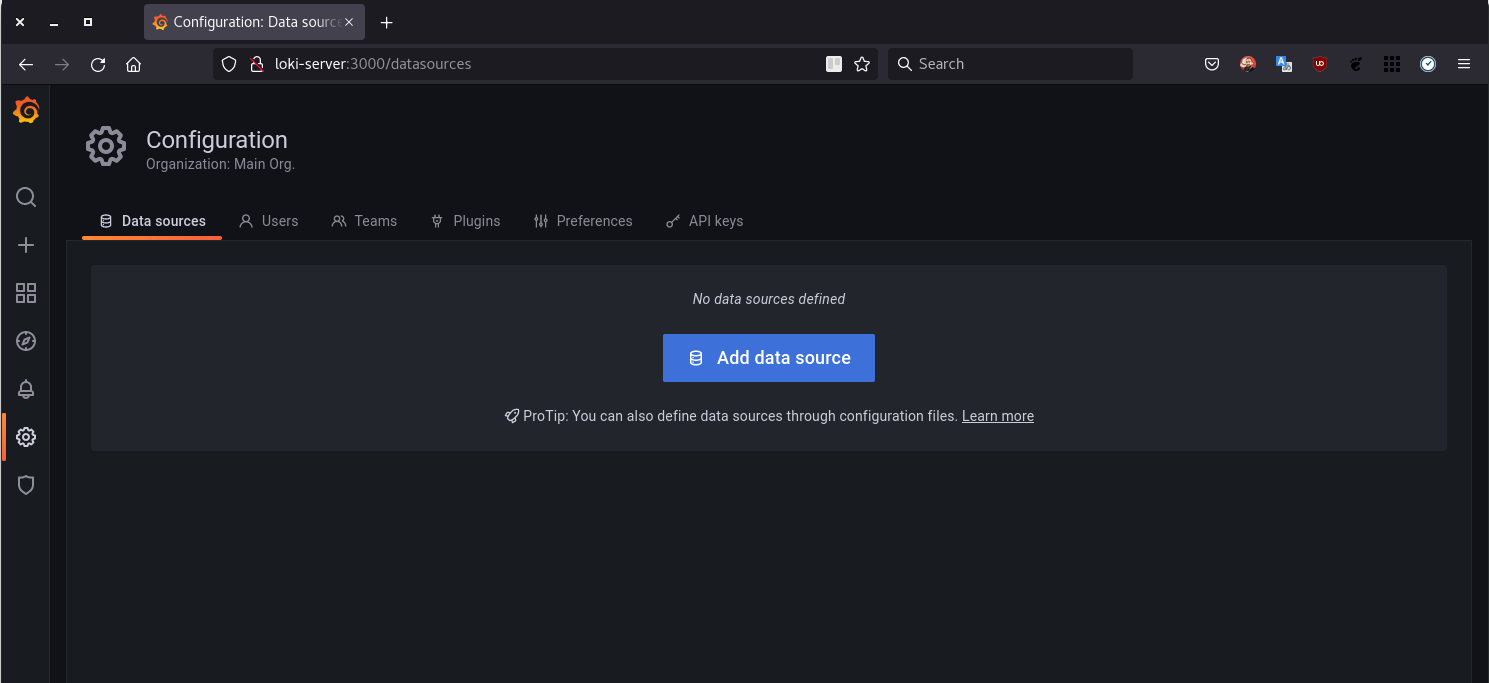 Configuration: Data sourc
loki-server:3000/datasources
Search
Configuration
Organization: Main Org.
Data sources Users Teams Plugins Preferences API keys
No data sources defined
Add data source
ProTip: You can also define data sources through configuration files. Learn more